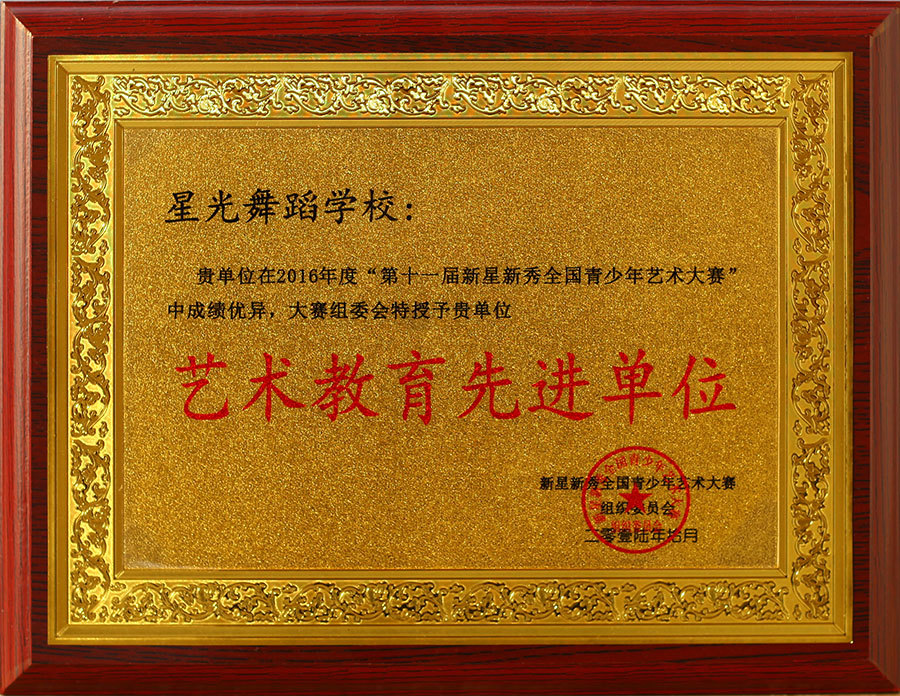 星光舞蹈学校：
贵单位在2016年度“第十一届新星新秀全国青少年艺术大赛”
中成绩优异，大赛组委会特授予贵单位
艺术教育先进单位
新星新秀全国青少年艺术大赛
组织委员会
二零壹陆年拾月